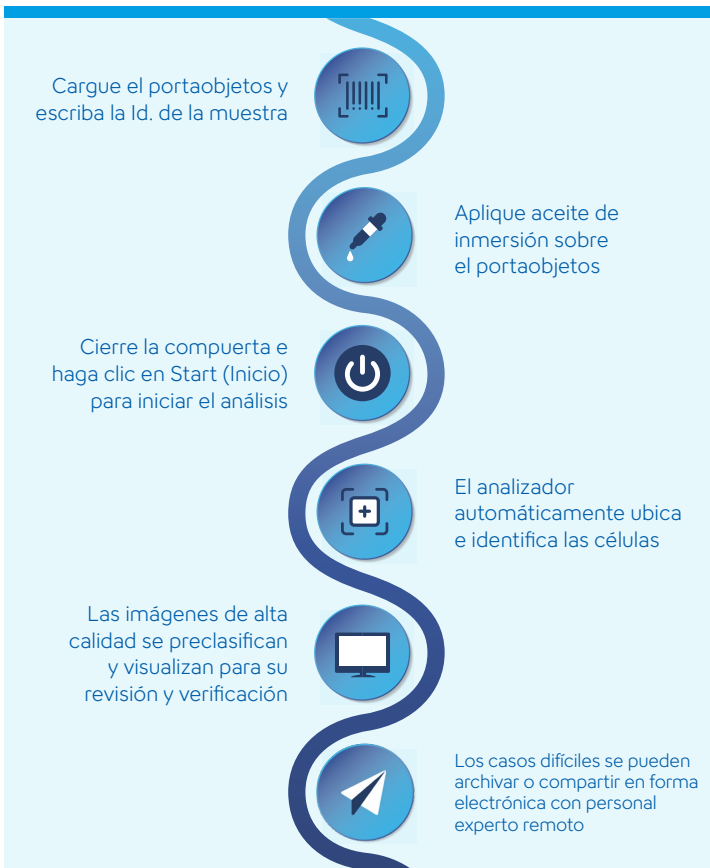 Cargue el portaobjetos y
escriba la Id. de la muestra
Aplique aceite de
inmersión sobre
el portaobjetos
Cierre la compuerta e
haga clic en Start (Inicio)
para iniciar el análisis
El analizador
automáticamente ubica
e identifica las células
Las imágenes de alta
calidad se preclasifican
y visualizan para su
revisión y verificación
Los casos difíciles se pueden
archivar o compartir en forma
electrónica con personal
experto remoto